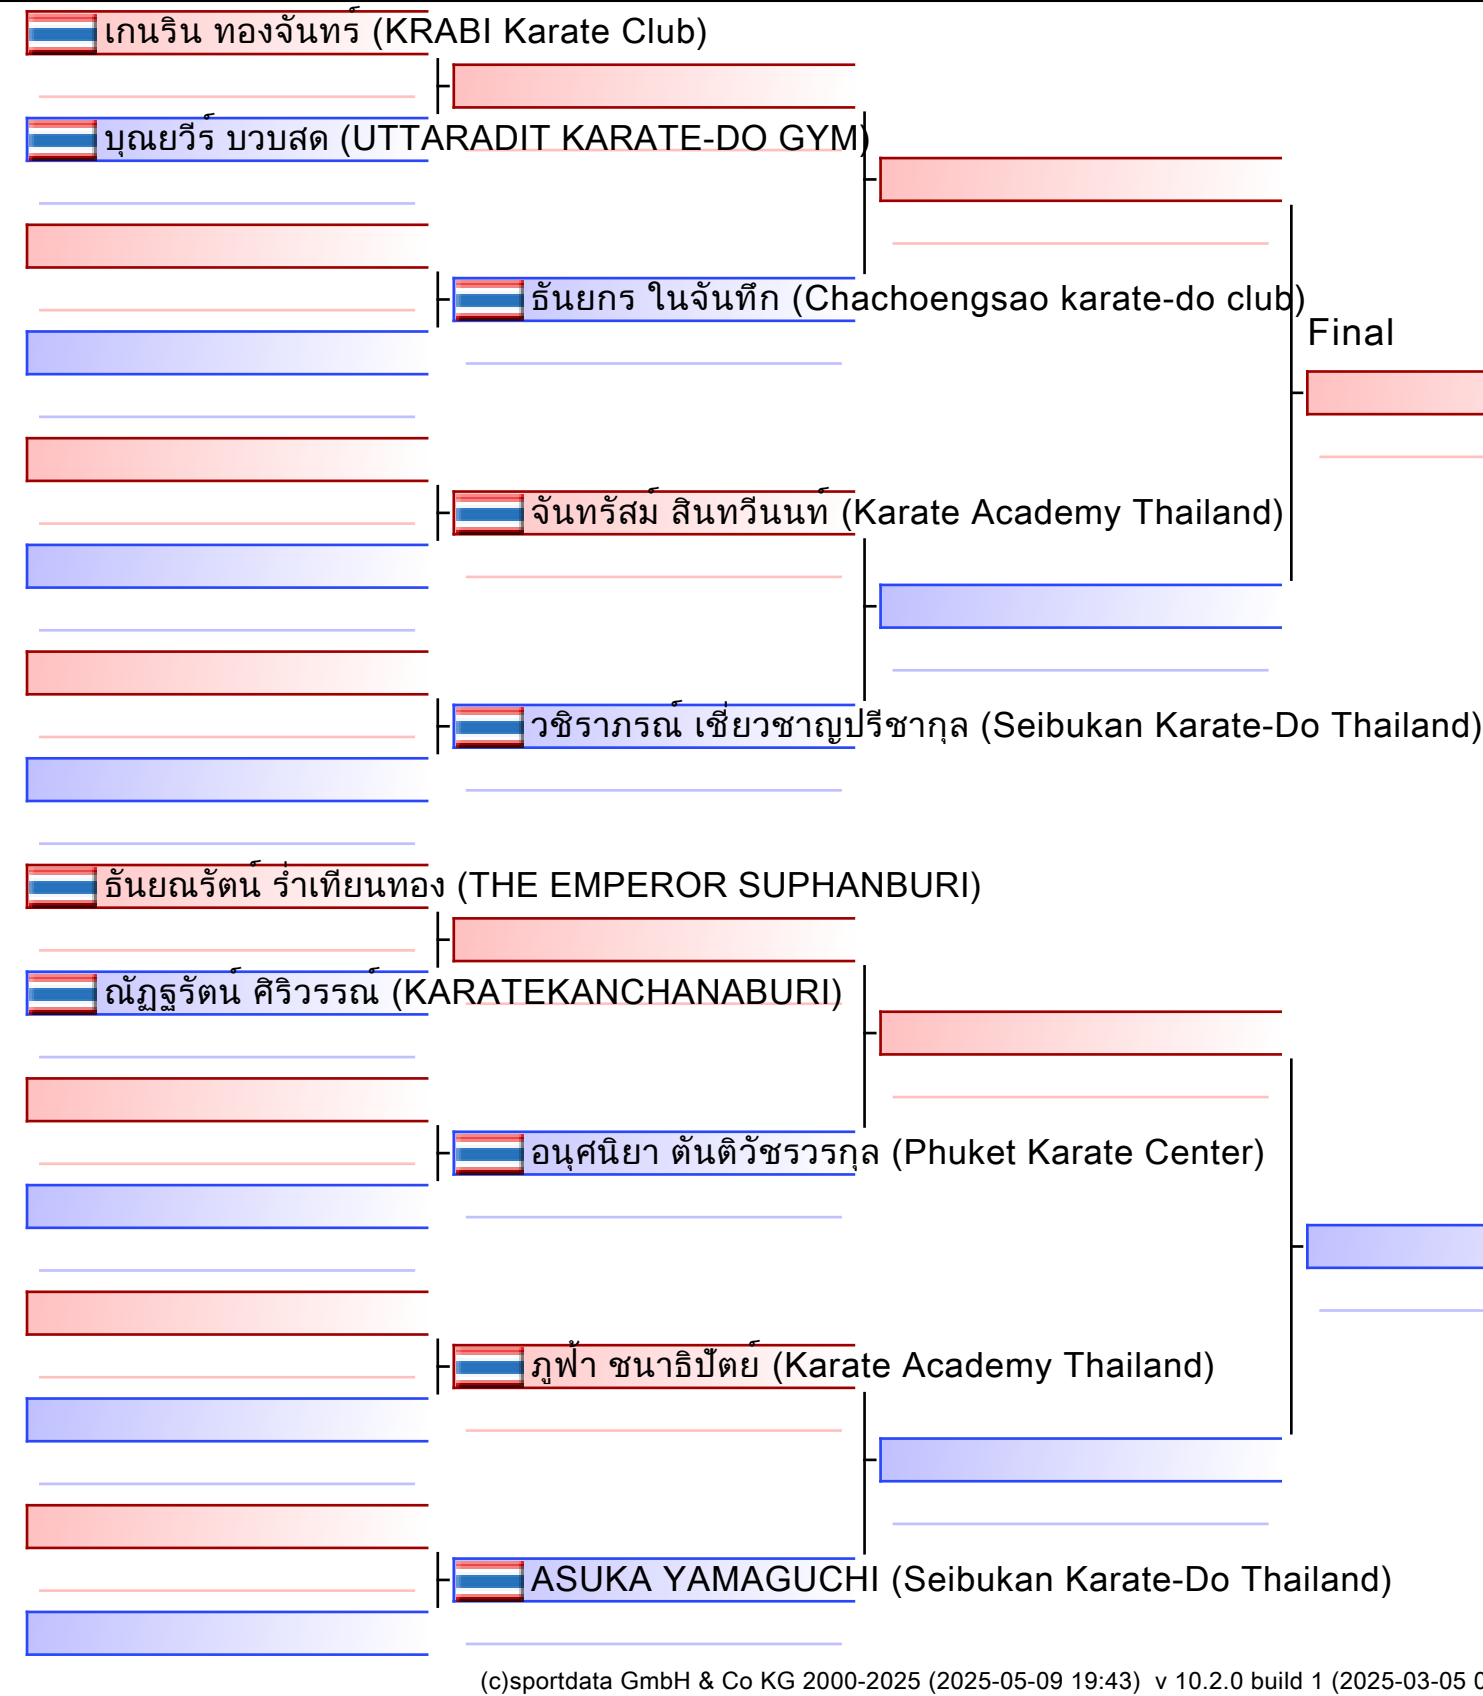 เกนริน ทองจันทร์ (KRABI Karate Club)
บุณยวีร์ บวบสด (UTTARADIT KARATE-DO GYM)
ธันยกร ในจันทึก (Chachoengsao karate-do club)
Final
จันทรัสม์ สินทวีนนท์ (Karate Academy Thailand)
วชิราภรณ์ เชี่ยวชาญปรีชากุล (Seibukan Karate-Do Thailand)
ธันยณรัตน์ ร่ำเทียนทอง (THE EMPEROR SUPHANBURI)
ณัฏฐรัตน์ ศิริวรรณ์ (KARATEKANCHANABURI)
อนุศนิยา ตันติวัชรวรกุล (Phuket Karate Center)
ภูฟ้า ชนาธิปัตย์ (Karate Academy Thailand)
ASUKA YAMAGUCHI (Seibukan Karate-Do Thailand)
(c)sportdata GmbH & Co KG 2000-2025 (2025-05-09 19:43) v 10.2.0 build 1 (2025-03-05